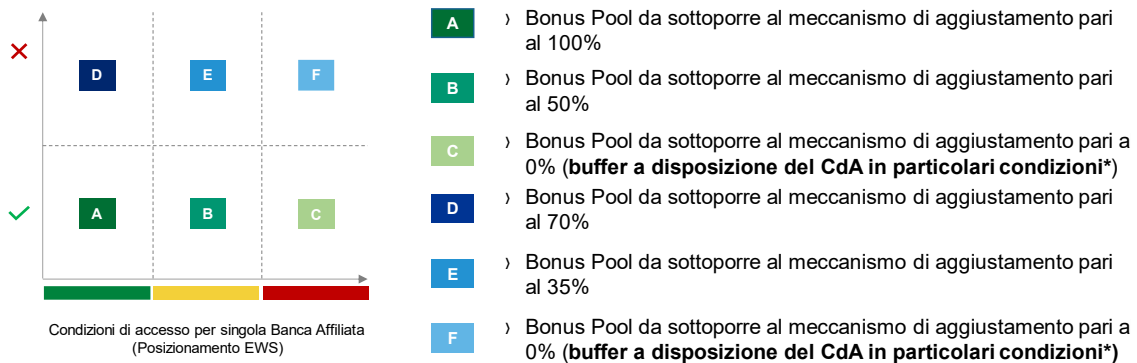 D
E
F
A
B
C
Condizioni di accesso per singola Banca Affiliata
(Posizionamento EWS)
A
› Bonus Pool da sottoporre al meccanismo di aggiustamento pari
al 100%
B
› Bonus Pool da sottoporre al meccanismo di aggiustamento pari
al 50%
C
› Bonus Pool da sottoporre al meccanismo di aggiustamento pari a
0% (buffer a disposizione del CdA in particolari condizioni*)
D
› Bonus Pool da sottoporre al meccanismo di aggiustamento pari
al 70%
E
› Bonus Pool da sottoporre al meccanismo di aggiustamento pari
al 35%
F
› Bonus Pool da sottoporre al meccanismo di aggiustamento pari a
0% (buffer a disposizione del CdA in particolari condizioni*)